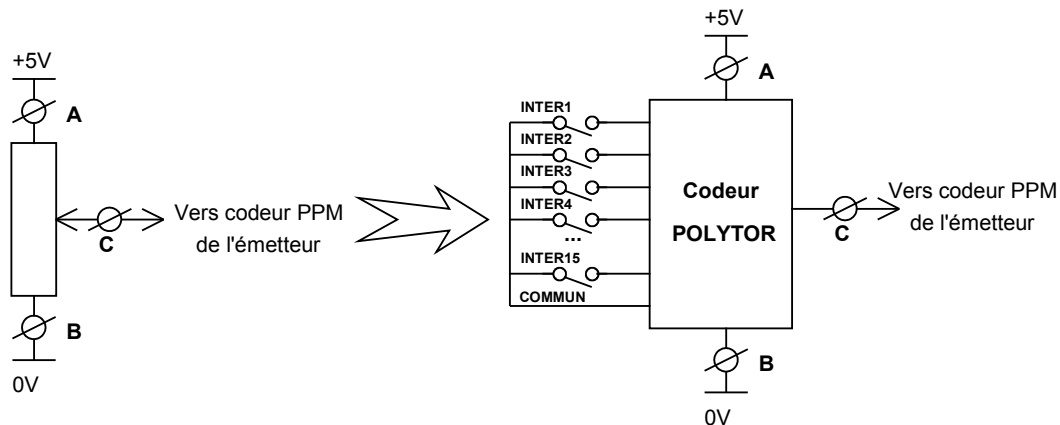 +5V
A
C
Vers codeur PPM
de l'émetteur
B
0V
+5V
A
INTER1
INTER2
INTER3
INTER4
...
INTER15
COMMUN
Codeur
POLYTOR
C
Vers codeur PPM
de l'émetteur
B
0V